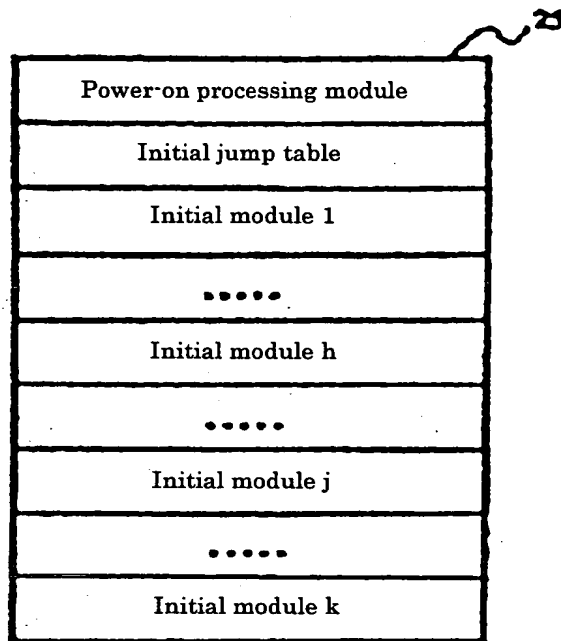 Power-on processing module
Initial jump table
Initial module 1
.....
Initial module h
.....
Initial module j
.....
Initial module k